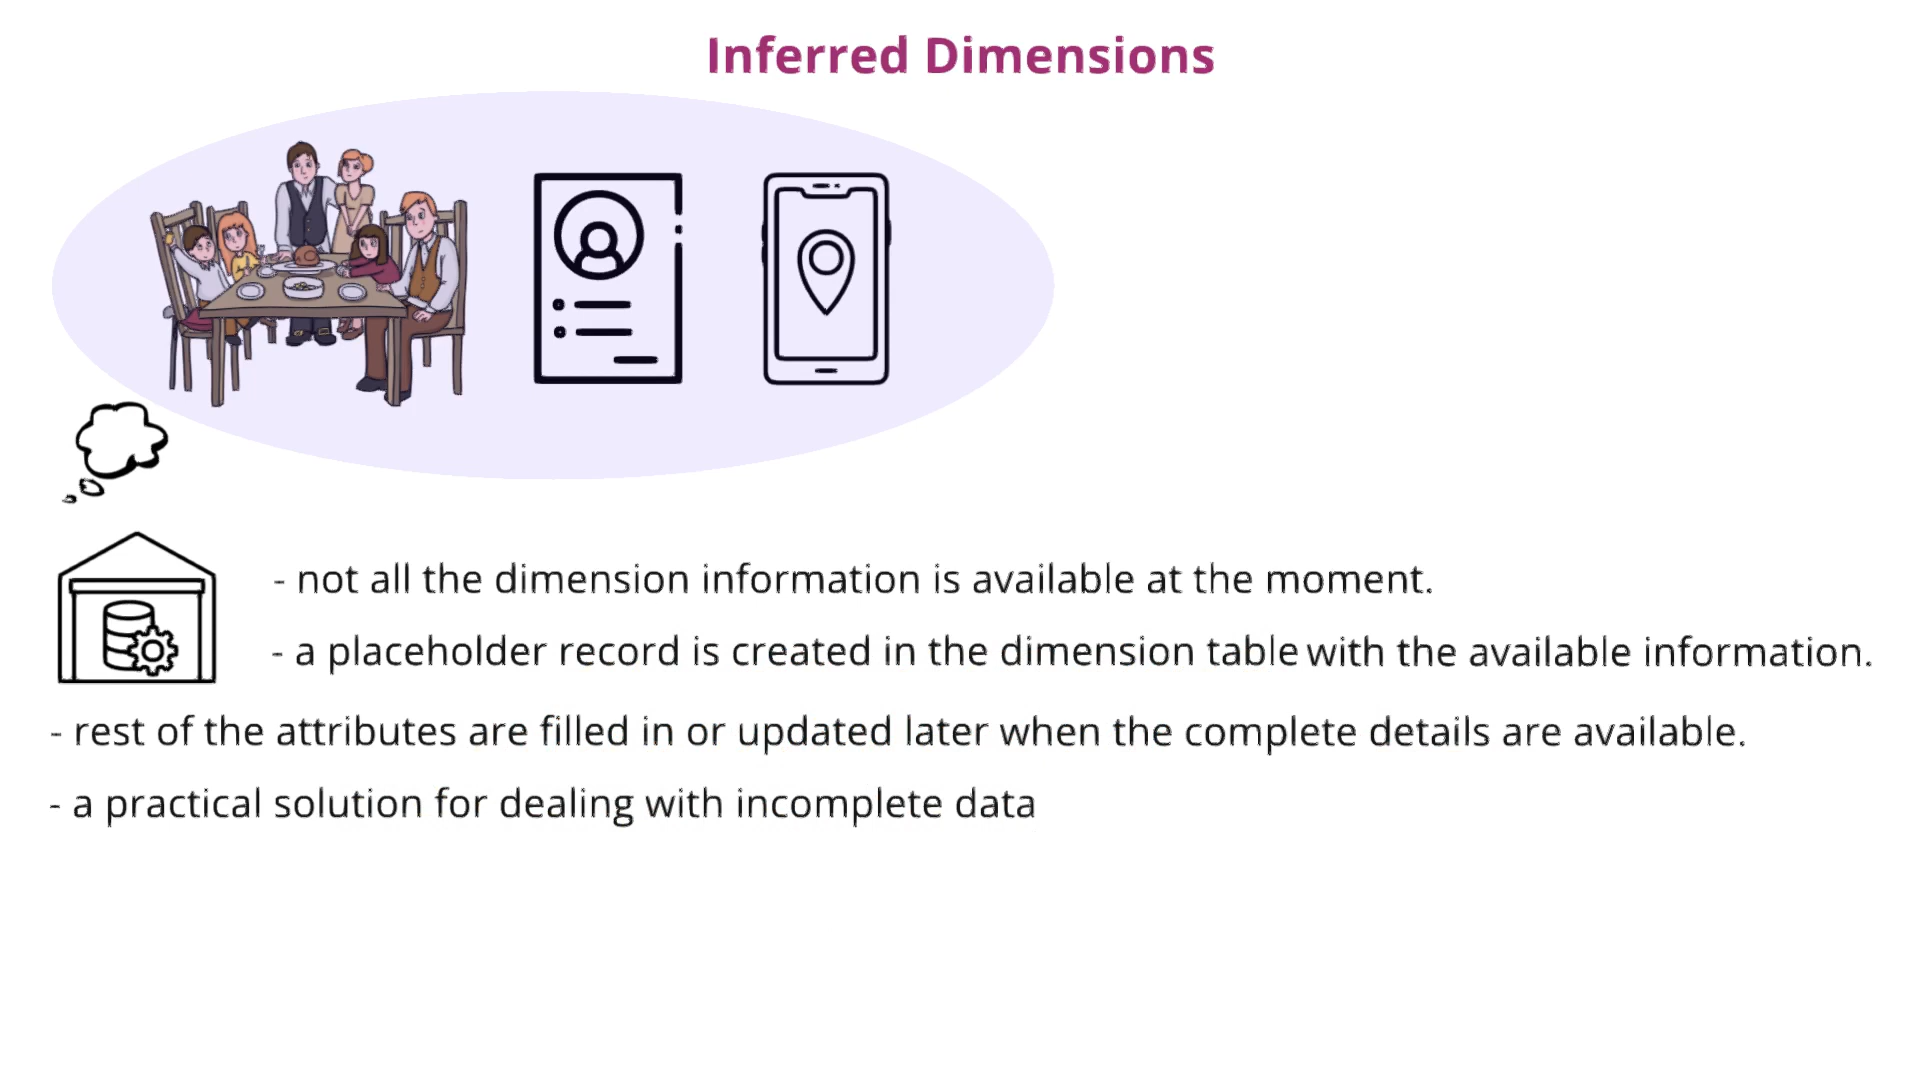 Inferred Dimensions
- not all the dimension information is available at the moment.
- a placeholder record is created in the dimension table with the available information.
- rest of the attributes are filled in or updated later when the complete details are available.
- a practical solution for dealing with incomplete data